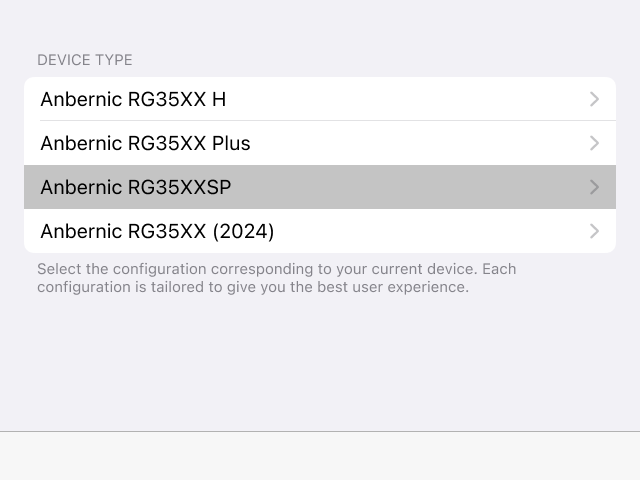 DEVICE TYPE
Anbernic RG35XX H
Anbernic RG35XX Plus
Anbernic RG35XXSP
Anbernic RG35XX (2024)
Select the configuration corresponding to your current device. Each
configuration is tailored to give you the best user experience.